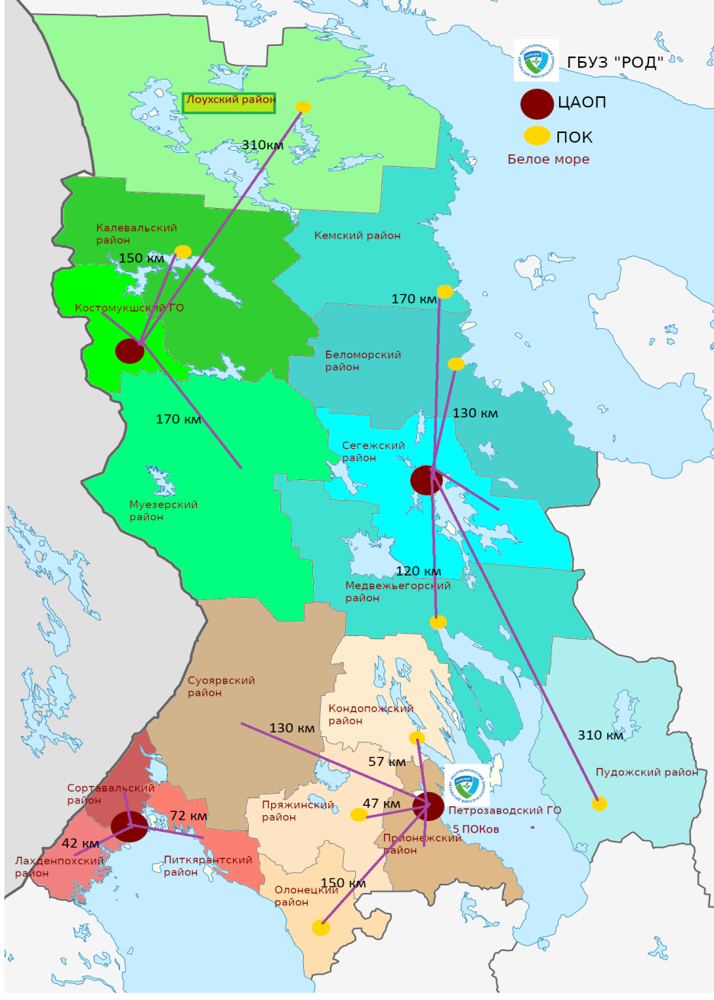 ГБУЗ "РОД"
ЦАОП
ПОК
Белое море
Лоухский район
310км
Калевальский
район
150 км
Кемский район
Костомукшский ГО
170 км
Беломорский
район
130 км
170 км
Сегежский
район
Муезерский
район
120 км
Медвежьегорский
район
Суоярвский
район
Кондопожский
район
130 км
310 км
57 км
Пудожский район
Сортавальский
район
Пряжинский
район
47 км
Петрозаводский ГО
5 ПОКов
72 км
Прионежский
район
42 км
Лахденпохский
район
Питкярантский
район
150 км
Олонецкий
район